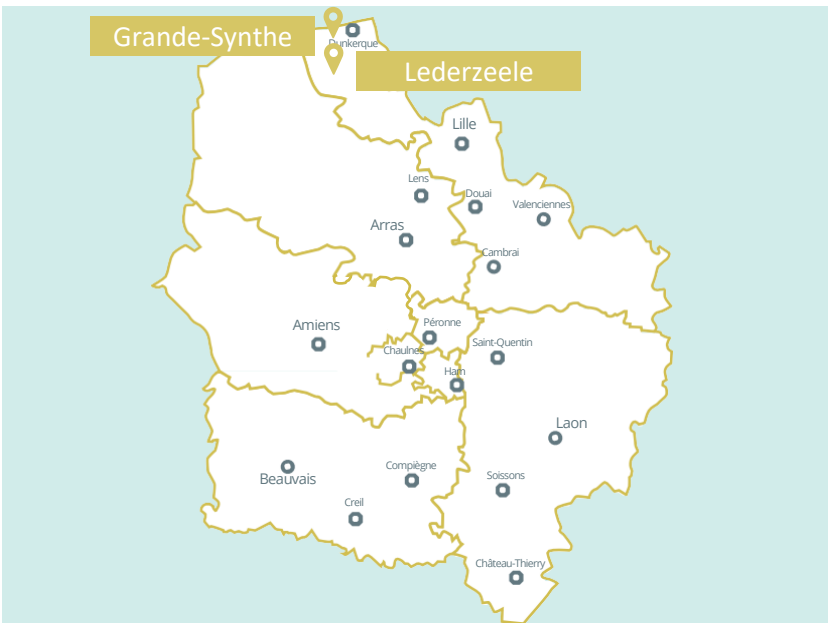 Grande-Synthe
Dunkerque
Lederzeele
Lille
Lens
Douai
Valenciennes
Arras
Cambrai
Péronne
Amiens
Saint-Quentin
Chaulnes
Ham
Laon
Compiègne
Beauvais
Soissons
Creil
Château-Thierry